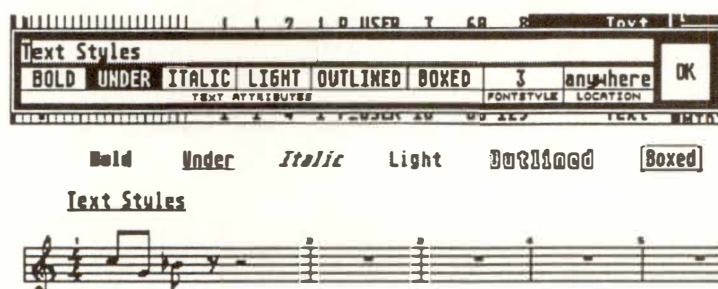 Text Styles
BOLD UNDER ITALIC LIGHT OUTLINED BOXED 3 anywhere OK
TEXT ATTRIBUTES FONTSTYLE LOCATION
Bold Under Italic Light Outlined Boxed
Text Styles